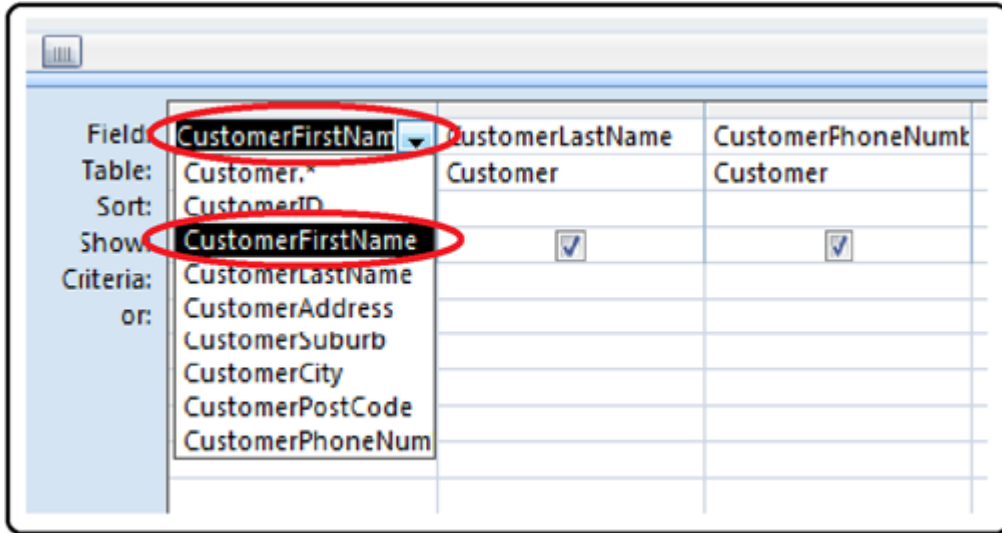 Field: CustomerFirstNam CustomerLastName CustomerPhoneNumb
Table: Customer.* Customer Customer
Sort: CustomerID
Show: CustomerFirstName
Criteria: CustomerLastName
or: CustomerAddress
CustomerSuburb
CustomerCity
CustomerPostCode
CustomerPhoneNum